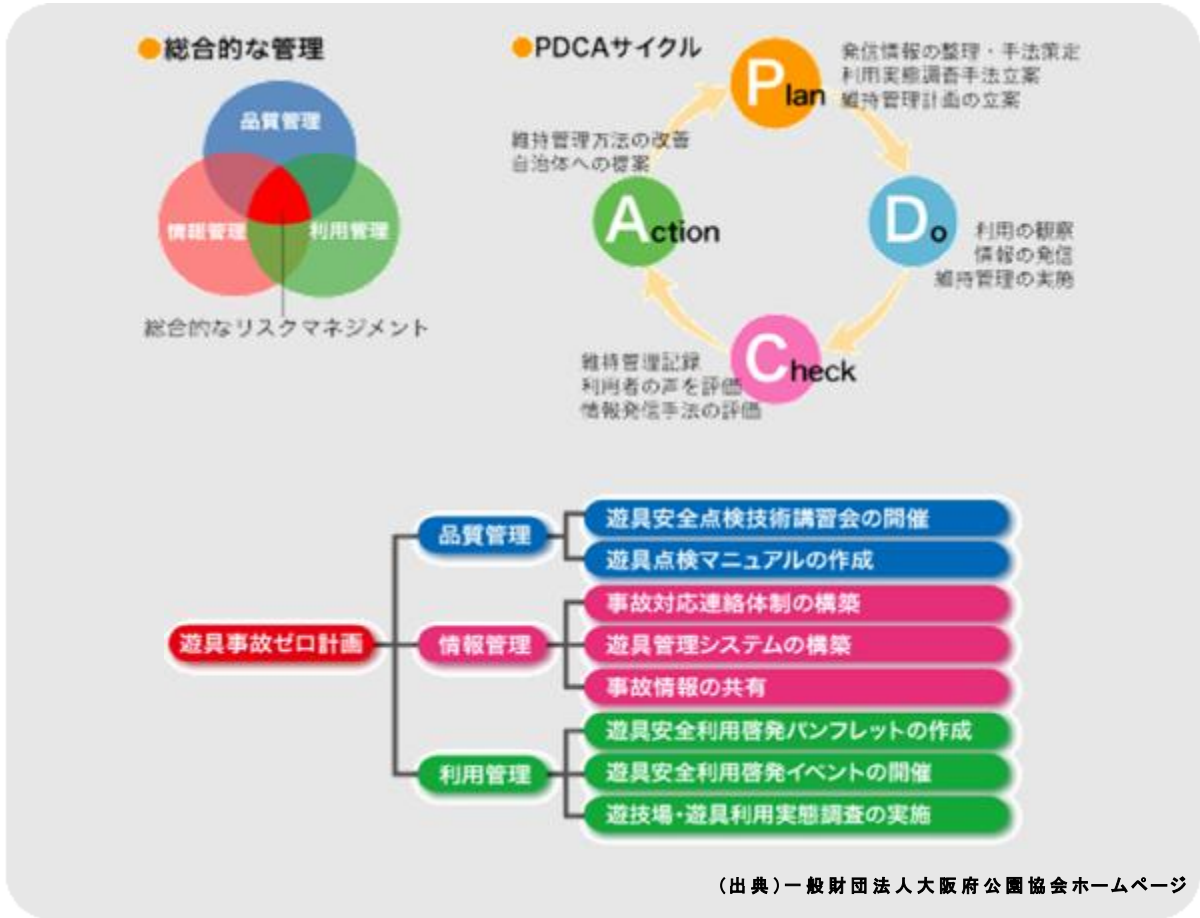 ●総合的な管理
品質管理
情報管理
利用管理
総合的なリスクマネジメント
●PDCAサイクル
Plan
発信情報の整理・手法策定
利用実態調査手法立案
維持管理計画の立案
Do
利用の観察
情報の発信
維持管理の実施
Check
維持管理記録
利用者の声を評価
情報発信手法の評価
Action
維持管理方法の改善
自治体への提案
遊具事故ゼロ計画
品質管理
遊具安全点検技術講習会の開催
遊具点検マニュアルの作成
情報管理
事故対応連絡体制の構築
遊具管理システムの構築
事故情報の共有
利用管理
遊具安全利用啓発パンフレットの作成
遊具安全利用啓発イベントの開催
遊技場・遊具利用実態調査の実施
（出典）一般財団法人大阪府公園協会ホームページ